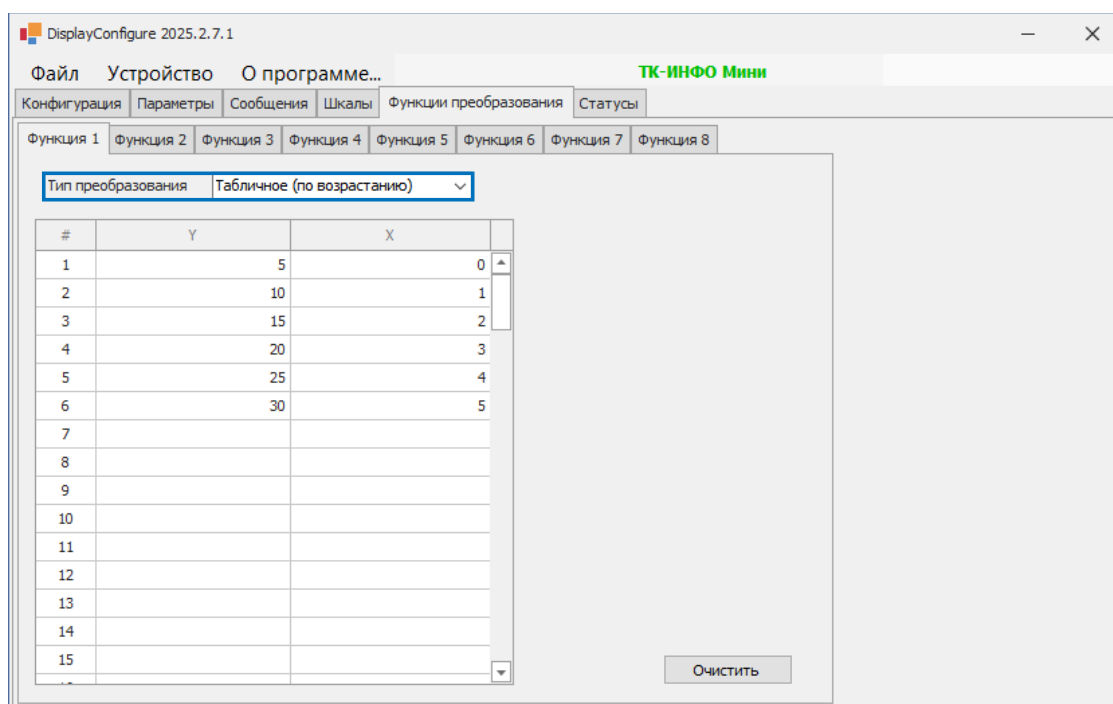 DisplayConfigure 2025.2.7.1
Файл Устройство О программе... ТК-ИНФО Мини
Конфигурация Параметры Сообщения Шкалы Функции преобразования Статусы
Функция 1 Функция 2 Функция 3 Функция 4 Функция 5 Функция 6 Функция 7 Функция 8
Тип преобразования Табличное (по возрастанию)
# Y X
1 5 0
2 10 1
3 15 2
4 20 3
5 25 4
6 30 5
7
8
9
10
11
12
13
14
15
Очистить